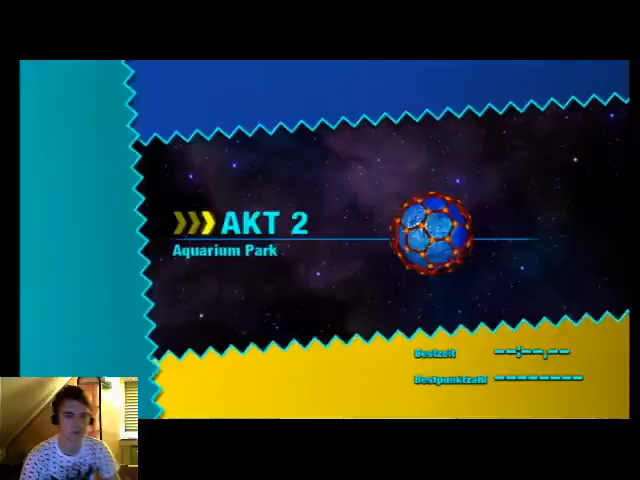 AKT 2
Aquarium Park
Bestzeit --:--,--
Bestpunktzahl --------